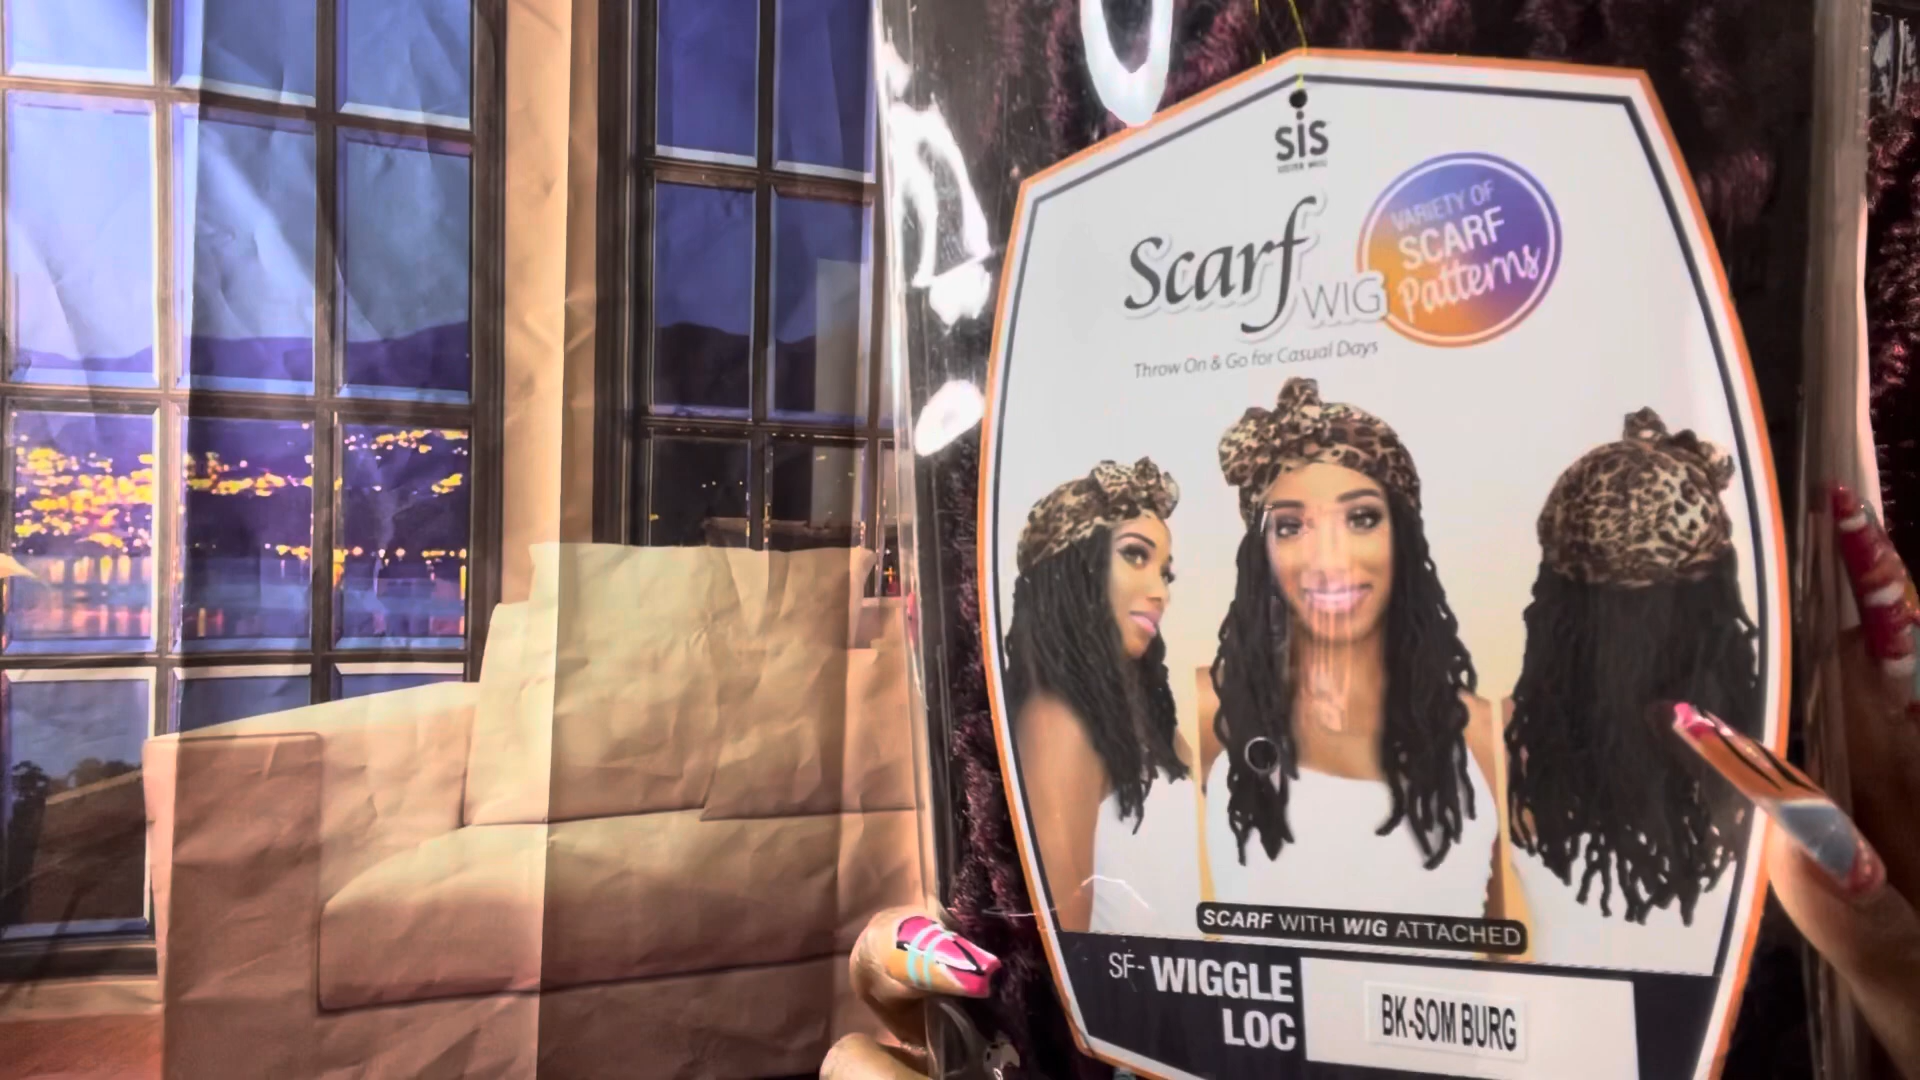 sis
SISTER WIG
Scarf
WIG
VARIETY OF
SCARF
Patterns
Throw On & Go for Casual Days
SCARF WITH WIG ATTACHED
SF-WIGGLE
LOC
BK-SOM BURG